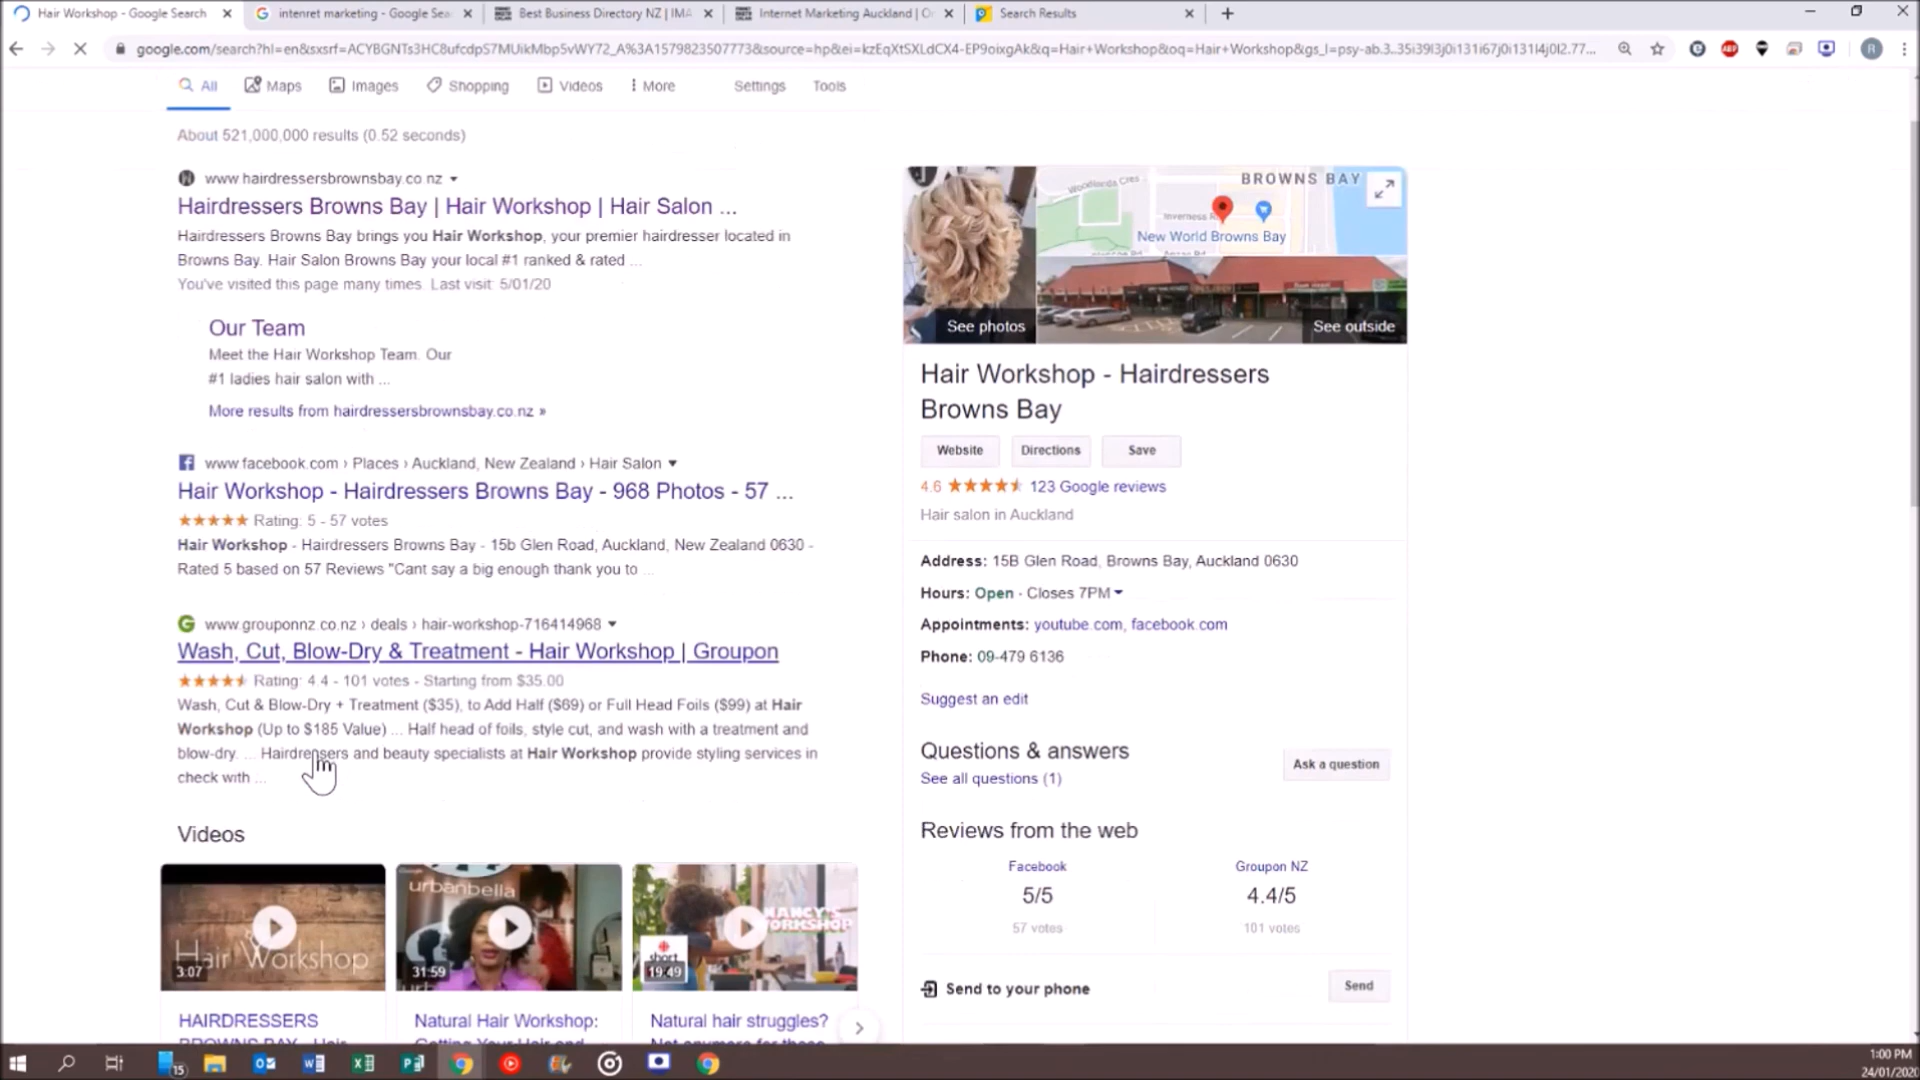 Hair Workshop - Google Search
intenret marketing - Google Sea
Best Business Directory NZ | IMA
Internet Marketing Auckland | O
Search Results
google.com/search?hl=en&sxsrf=ACYBGNTs3HC8ufcdpS7MUikMbp5vWY72_A%3A1579823507773&source=hp&ei=kzEqXtSXLdCX4-EP9oixgAk&q=Hair+Workshop&oq=Hair+Workshop&gs_l=psy-ab.3..35i39l3j0i131i67j0i131l4j0l2.77...
ABP
R
All
Maps
Images
Shopping
Videos
More
Settings
Tools
About 521,000,000 results (0.52 seconds)
www.hairdressersbrownsbay.co.nz
Hairdressers Browns Bay | Hair Workshop | Hair Salon ...
Hairdressers Browns Bay brings you Hair Workshop, your premier hairdresser located in
Browns Bay. Hair Salon Browns Bay your local #1 ranked & rated ...
You've visited this page many times. Last visit: 5/01/20
Our Team
Meet the Hair Workshop Team. Our
#1 ladies hair salon with ...
More results from hairdressersbrownsbay.co.nz »
www.facebook.com › Places › Auckland, New Zealand › Hair Salon
Hair Workshop - Hairdressers Browns Bay - 968 Photos - 57 ...
Rating: 5 - 57 votes
Hair Workshop - Hairdressers Browns Bay - 15b Glen Road, Auckland, New Zealand 0630 -
Rated 5 based on 57 Reviews "Cant say a big enough thank you to ...
www.grouponnz.co.nz › deals › hair-workshop-716414968
Wash, Cut, Blow-Dry & Treatment - Hair Workshop | Groupon
Rating: 4.4 - 101 votes - Starting from $35.00
Wash, Cut & Blow-Dry + Treatment ($35), to Add Half ($69) or Full Head Foils ($99) at Hair
Workshop (Up to $185 Value) ... Half head of foils, style cut, and wash with a treatment and
blow-dry. ... Hairdressers and beauty specialists at Hair Workshop provide styling services in
check with ...
Videos
Hair Workshop
3:07
urbanbella
31:59
NANCY'S
WORKSHOP
short
19:49
HAIRDRESSERS
BROWNS BAY - Hair
Natural Hair Workshop:
Getting Your Hair and
Natural hair struggles?
Not anymore for these
Woodlands Cres
BROWNS BAY
New World Browns Bay
See photos
See outside
Hair Workshop - Hairdressers
Browns Bay
Website
Directions
Save
4.6
123 Google reviews
Hair salon in Auckland
Address: 15B Glen Road, Browns Bay, Auckland 0630
Hours: Open · Closes 7PM
Appointments: youtube.com, facebook.com
Phone: 09-479 6136
Suggest an edit
Questions & answers
See all questions (1)
Ask a question
Reviews from the web
Facebook
5/5
57 votes
Groupon NZ
4.4/5
101 votes
Send to your phone
Send
15
1:00 PM
24/01/2020